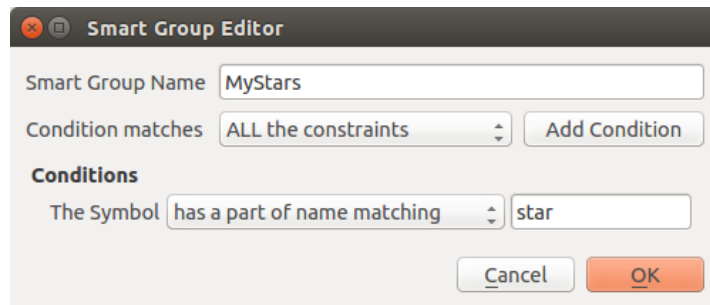 Smart Group Editor
Smart Group Name MyStars
Condition matches ALL the constraints Add Condition
Conditions
The Symbol has a part of name matching star
Cancel OK